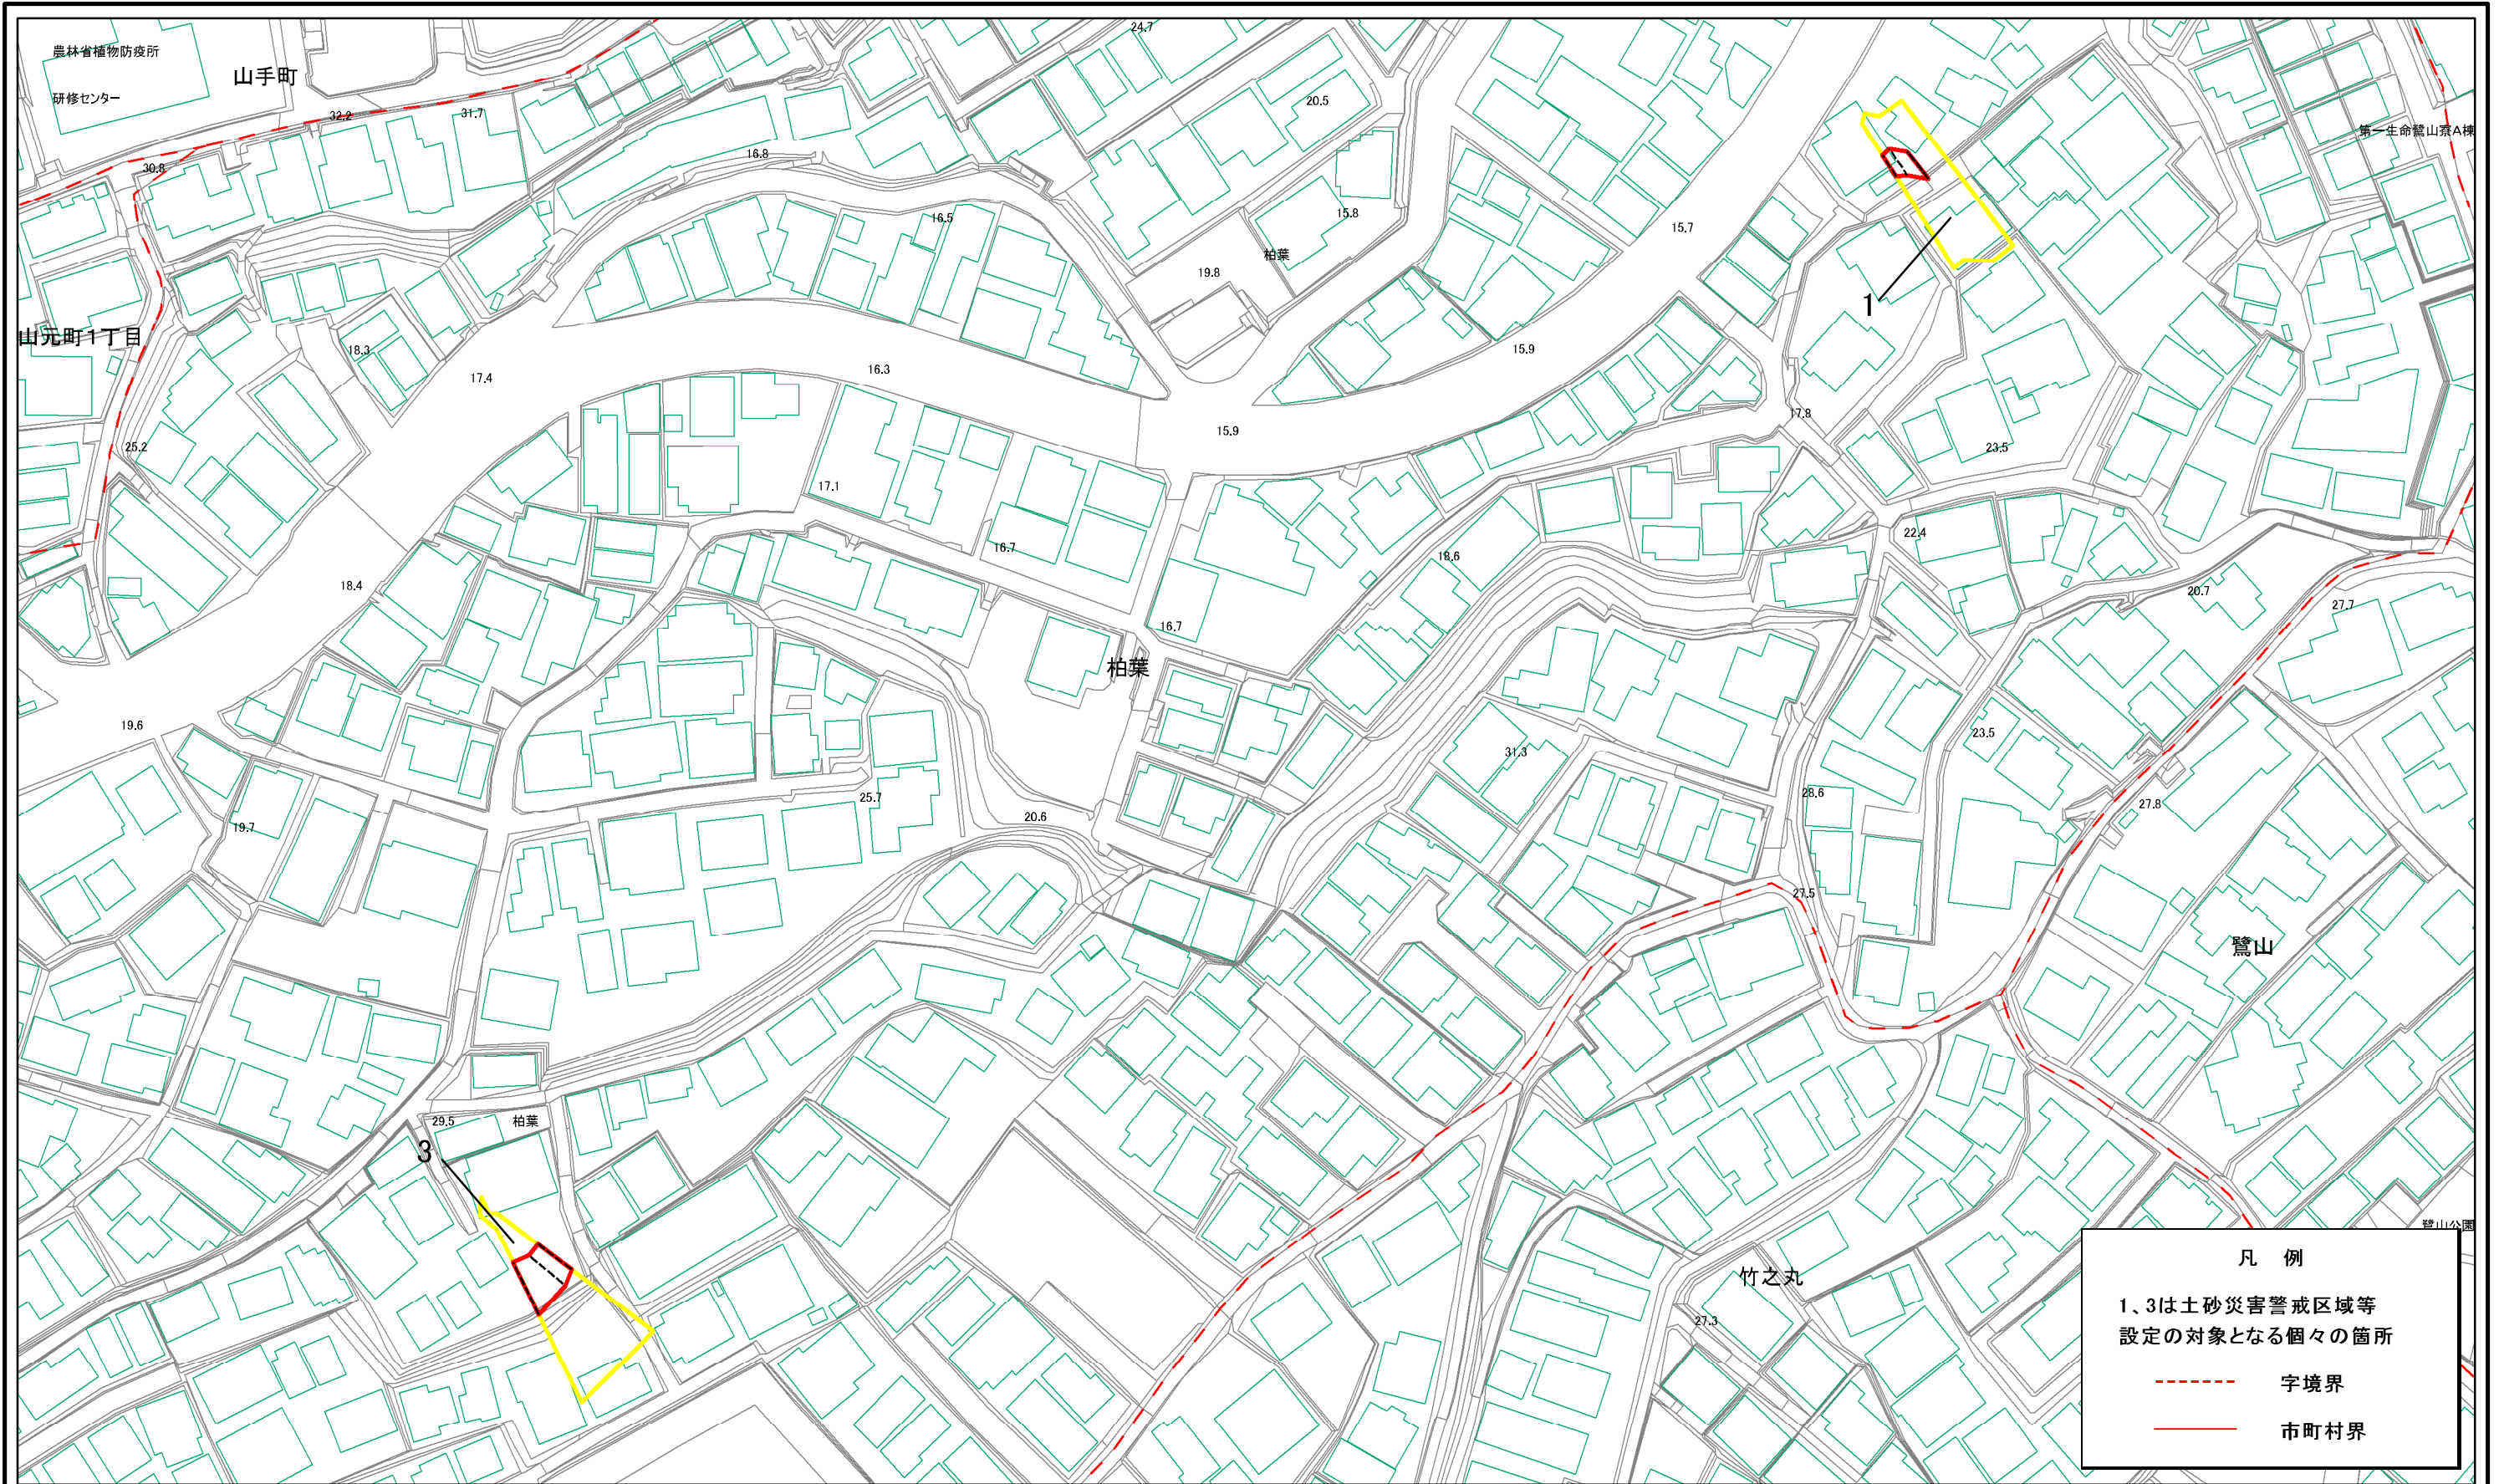 農林省植物防疫所
研修センター
山手町
24.7
32.2
31.7
20.5
第一生命鷺山寮A棟
16.8
30.8
16.5
15.8
15.7
柏葉
19.8
1
山元町1丁目
18.3
17.4
16.3
15.9
15.9
17.8
25.2
23.5
17.1
16.7
18.6
22.4
18.4
20.7
27.7
16.7
柏葉
19.6
23.5
31.3
25.7
28.6
27.8
19.7
20.6
27.5
鷺山
29.5
柏葉
3
鷺山公園
竹之丸
27.3
凡 例
1、3は土砂災害警戒区域等
設定の対象となる個々の箇所
字境界
市町村界